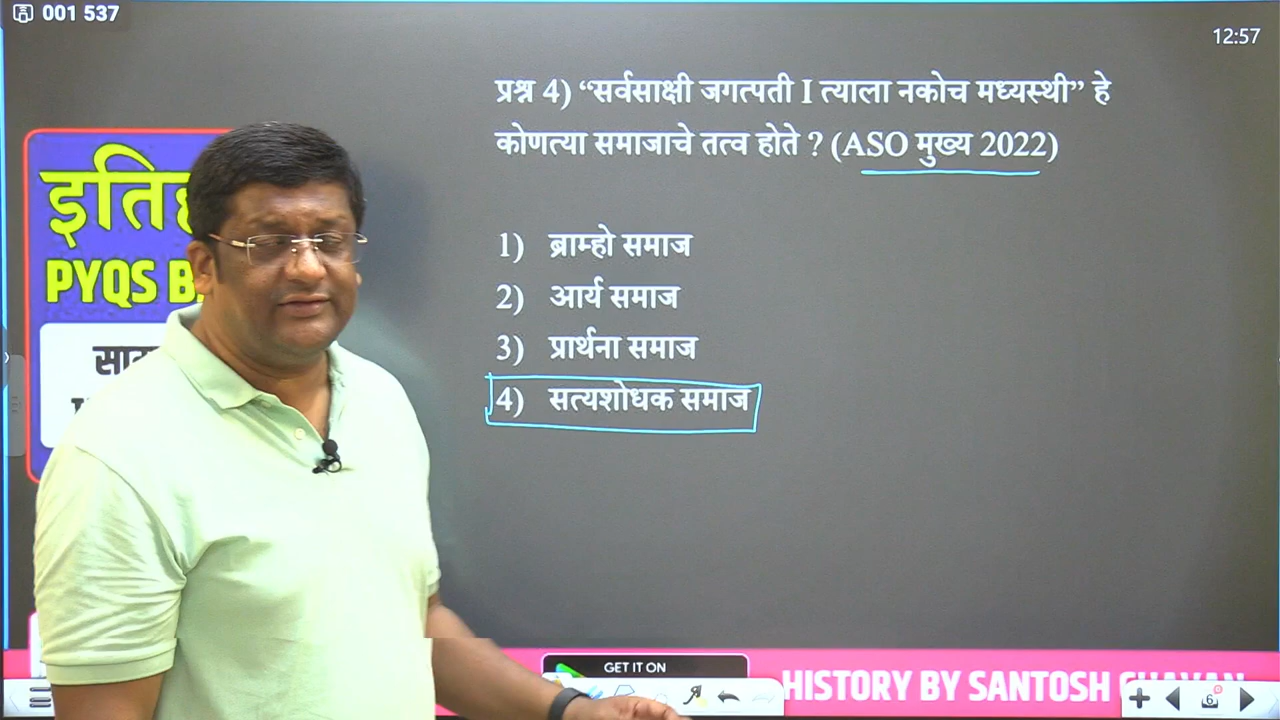 001 537
12:57
प्रश्न 4) “सर्वसाक्षी जगत्पती I त्याला नकोच मध्यस्थी” हे
कोणत्या समाजाचे तत्व होते ? (ASO मुख्य 2022)
1) ब्राम्हो समाज
2) आर्य समाज
3) प्रार्थना समाज
4) सत्यशोधक समाज
PYQS
GET IT ON
HISTORY BY SANTOSH CHAVAN
6